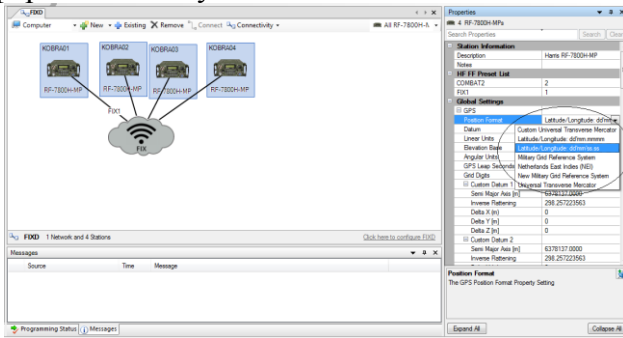 FIXD
Computer New Existing Remove Connect Connectivity All RF-7800H-
KOBRA01 KOBRA02 KOBRA03 KOBRA04
RF-7800H-MP RF-7800H-MP RF-7800H-MP RF-7800H-MP
FIX1
FIX
FIXD 1 Network and 4 Stations Click here to configure FIXD
Messages
Source Time Message
Programming Status Messages
Properties
4 RF-7800H-MPs
Search Properties Search Clear
Station Information
Description Harris RF-7800H-MP
Notes
HF FF Preset List
COMBAT2 2
FIX1 1
Global Settings
GPS
Position Format Latitude/Longitude: dd'mm
Datum Custom Universal Transverse Mercator
Linear Units Latitude/Longitude: dd'mm.mmmm
Elevation Base Latitude/Longitude: dd'mm'ss.ss
Angular Units Military Grid Reference System
GPS Leap Seconds Netherlands East Indies (NEI)
Grid Digits New Military Grid Reference System
Custom Datum 1 Universal Transverse Mercator
Semi Major Axis [m] 6378137.0000
Inverse Flattening 298.257223563
Delta X [m] 0
Delta Y [m] 0
Delta Z [m] 0
Custom Datum 2
Semi Major Axis [m] 6378137.0000
Inverse Flattening 298.257223563
Position Format
The GPS Position Format Property Setting
Expand All Collapse All